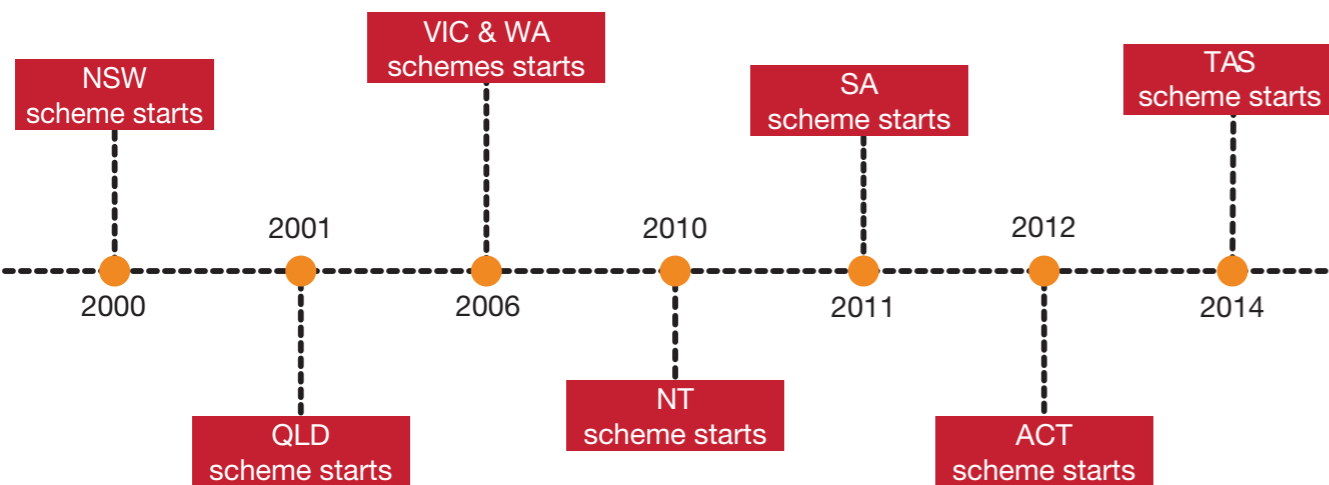 NSW
scheme starts
2000
2001
QLD
scheme starts
VIC & WA
schemes starts
2006
2010
NT
scheme starts
SA
scheme starts
2011
2012
ACT
scheme starts
TAS
scheme starts
2014